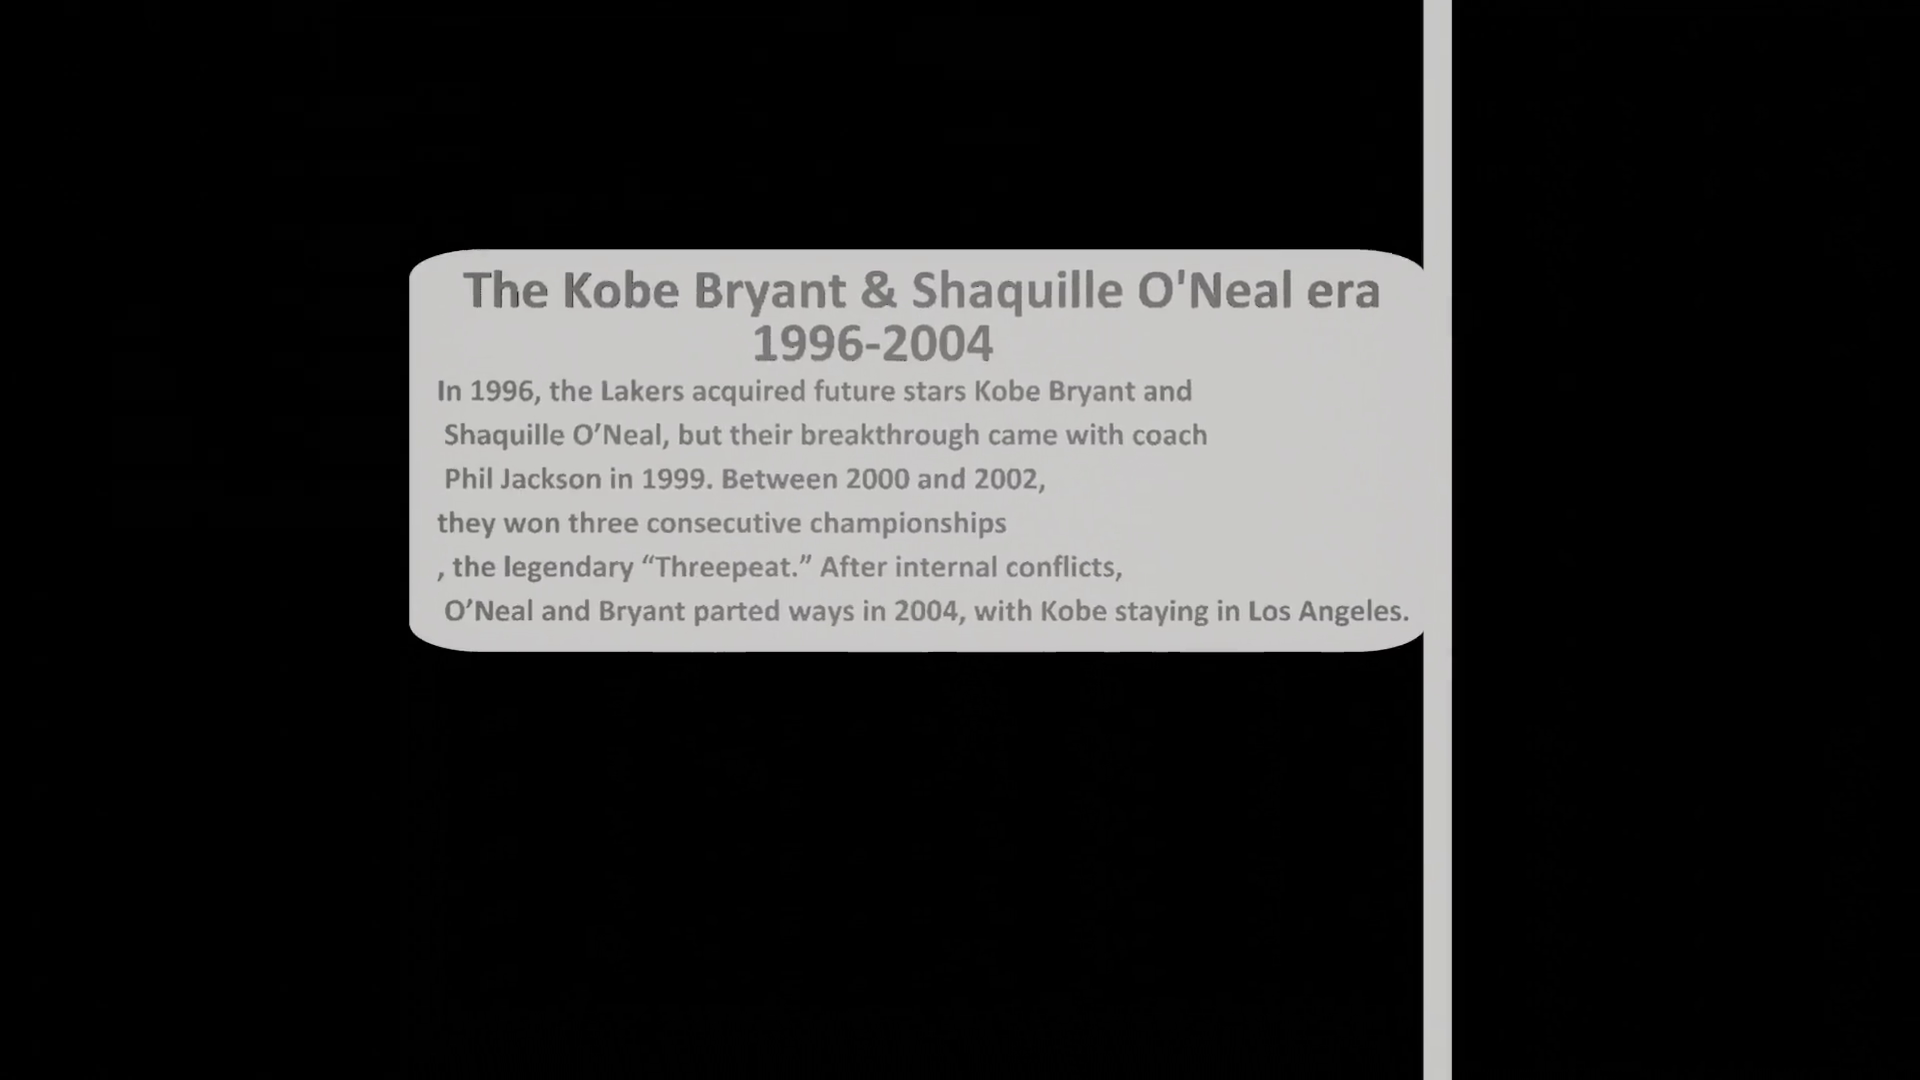 The Kobe Bryant & Shaquille O'Neal era
1996-2004
In 1996, the Lakers acquired future stars Kobe Bryant and
Shaquille O’Neal, but their breakthrough came with coach
Phil Jackson in 1999. Between 2000 and 2002,
they won three consecutive championships
, the legendary “Threepeat.” After internal conflicts,
O’Neal and Bryant parted ways in 2004, with Kobe staying in Los Angeles.